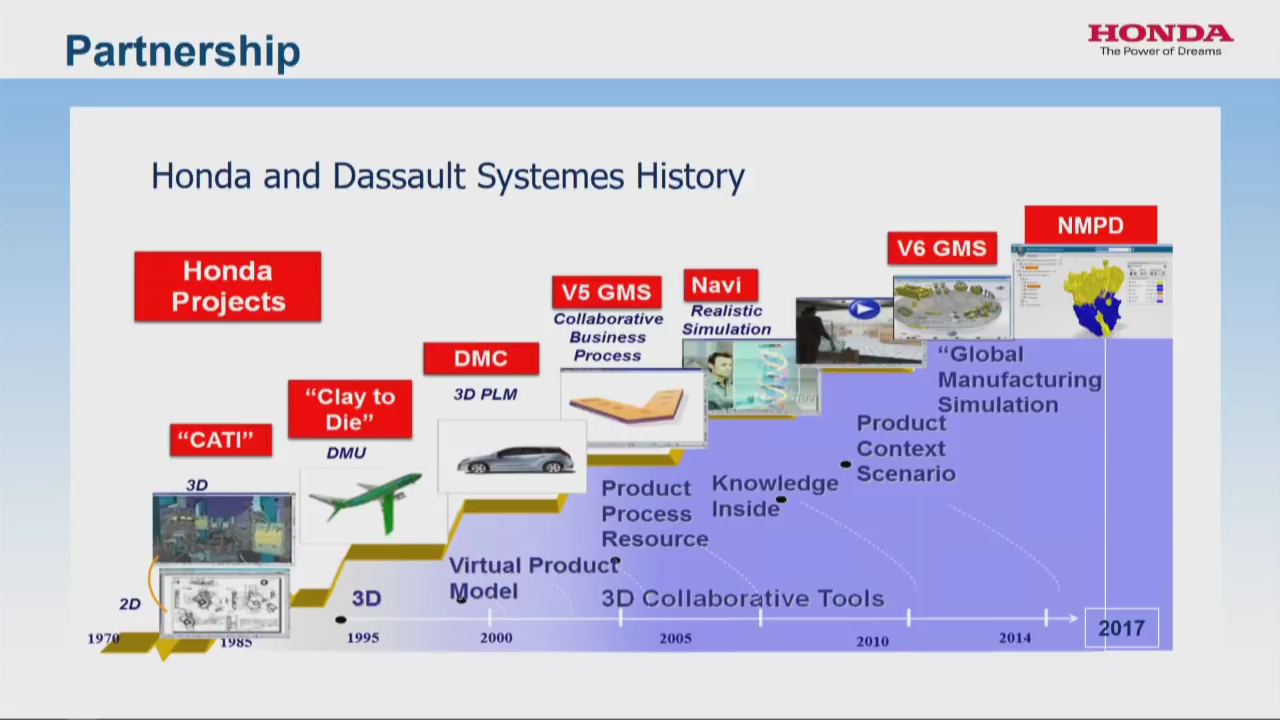 Partnership
HONDA
The Power of Dreams
Honda and Dassault Systemes History
Honda
Projects
"CATI"
3D
2D
"Clay to
Die"
DMU
DMC
3D PLM
V5 GMS
Collaborative
Business
Process
Navi
Realistic
Simulation
V6 GMS
NMPD
"Global
Manufacturing
Simulation
Product
Context
Scenario
Knowledge
Inside
Product
Process
Resource
Virtual Product
Model
3D
3D Collaborative Tools
1970
1985
1995
2000
2005
2010
2014
2017